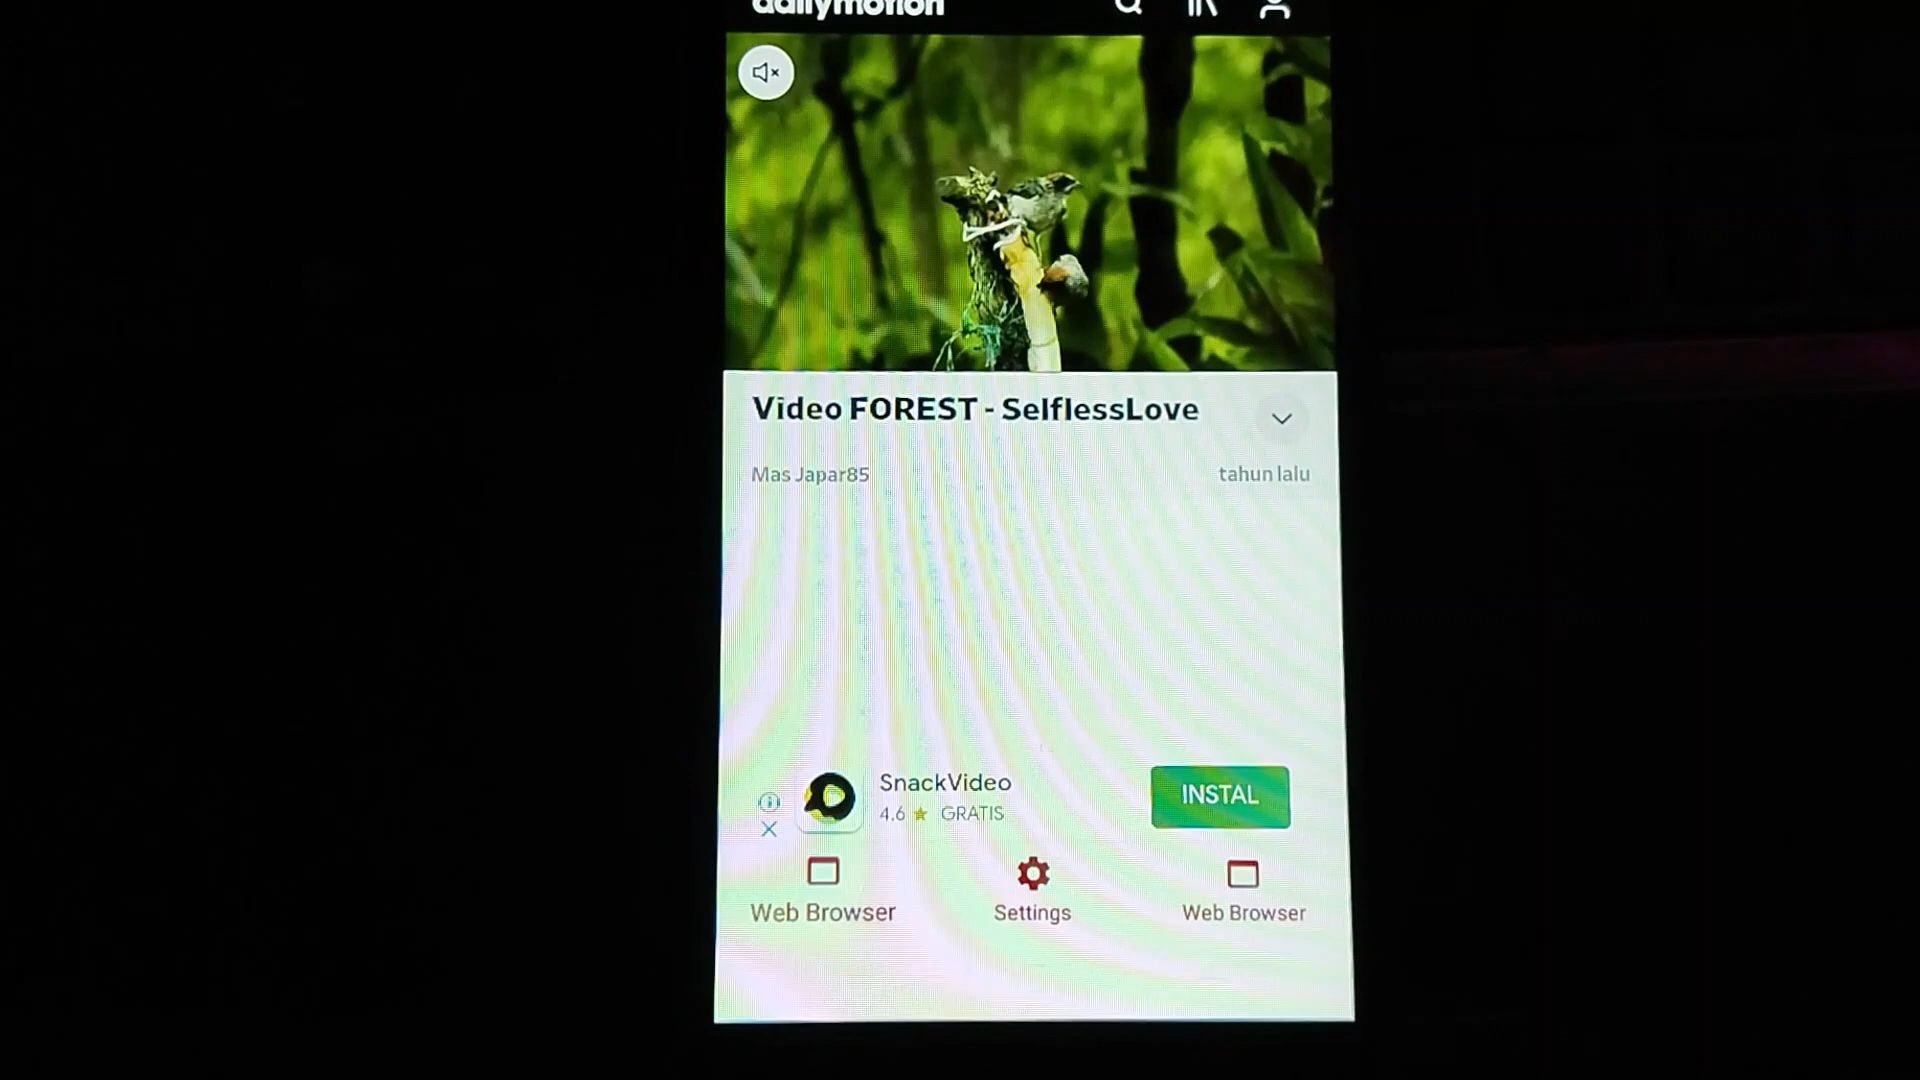 dailymotion
Video FOREST - SelflessLove
Mas Japar85
tahun lalu
SnackVideo
4.6 ★ GRATIS
INSTAL
Web Browser
Settings
Web Browser